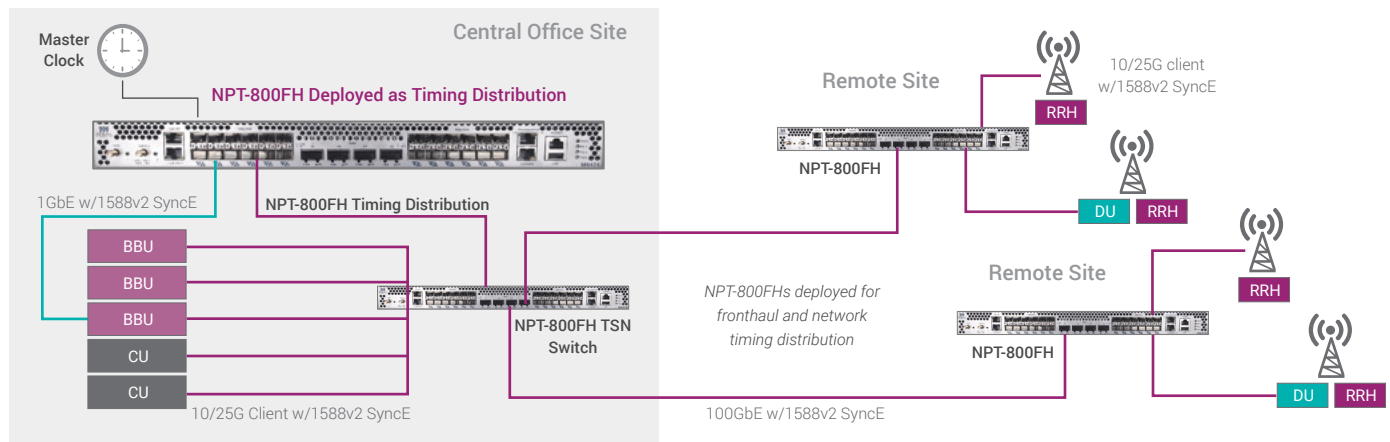 Master
Clock
Central Office Site
NPT-800FH Deployed as Timing Distribution
1GbE w/1588v2 SyncE
NPT-800FH Timing Distribution
BBU
BBU
BBU
CU
CU
NPT-800FH TSN
Switch
10/25G Client w/1588v2 SyncE
Remote Site
10/25G client
w/1588v2 SyncE
RRH
NPT-800FH
DU
RRH
NPT-800FHs deployed for
fronthaul and network
timing distribution
Remote Site
RRH
NPT-800FH
DU
RRH
100GbE w/1588v2 SyncE